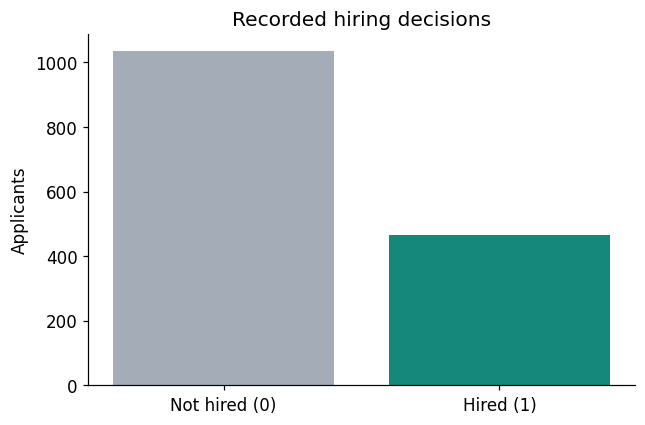 Recorded hiring decisions
Applicants
1000
800
600
400
200
0
Not hired (0)
Hired (1)